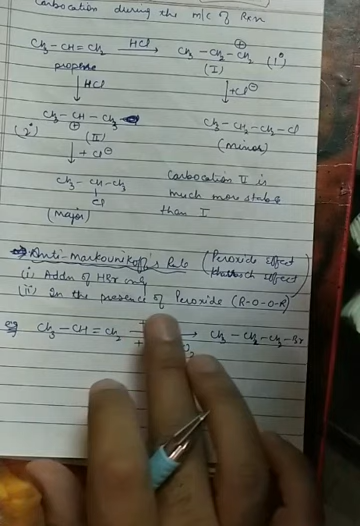 Carbocation during the M/C of Rxn
CH₃-CH=CH₂ —HCl→ CH₃-CH₂-CH₂⊕ (1°)
propene (I)
↓HCl ↓+Cl⊖
CH₃-CH-CH₃ CH₃-CH₂-CH₂-Cl
⊕ (minor)
(2°) (II)
↓+Cl⊖
CH₃-CH-CH₃ Carbocation II is
Cl much more stable
(Major) than I
Anti-Markounikoff's Rule (Peroxide effect
effect)
(i) Addn of HBr only
(ii) In the presence of Peroxide (R-O-O-R)
eg CH₃-CH=CH₂ → CH₃-CH₂-CH₂-Br